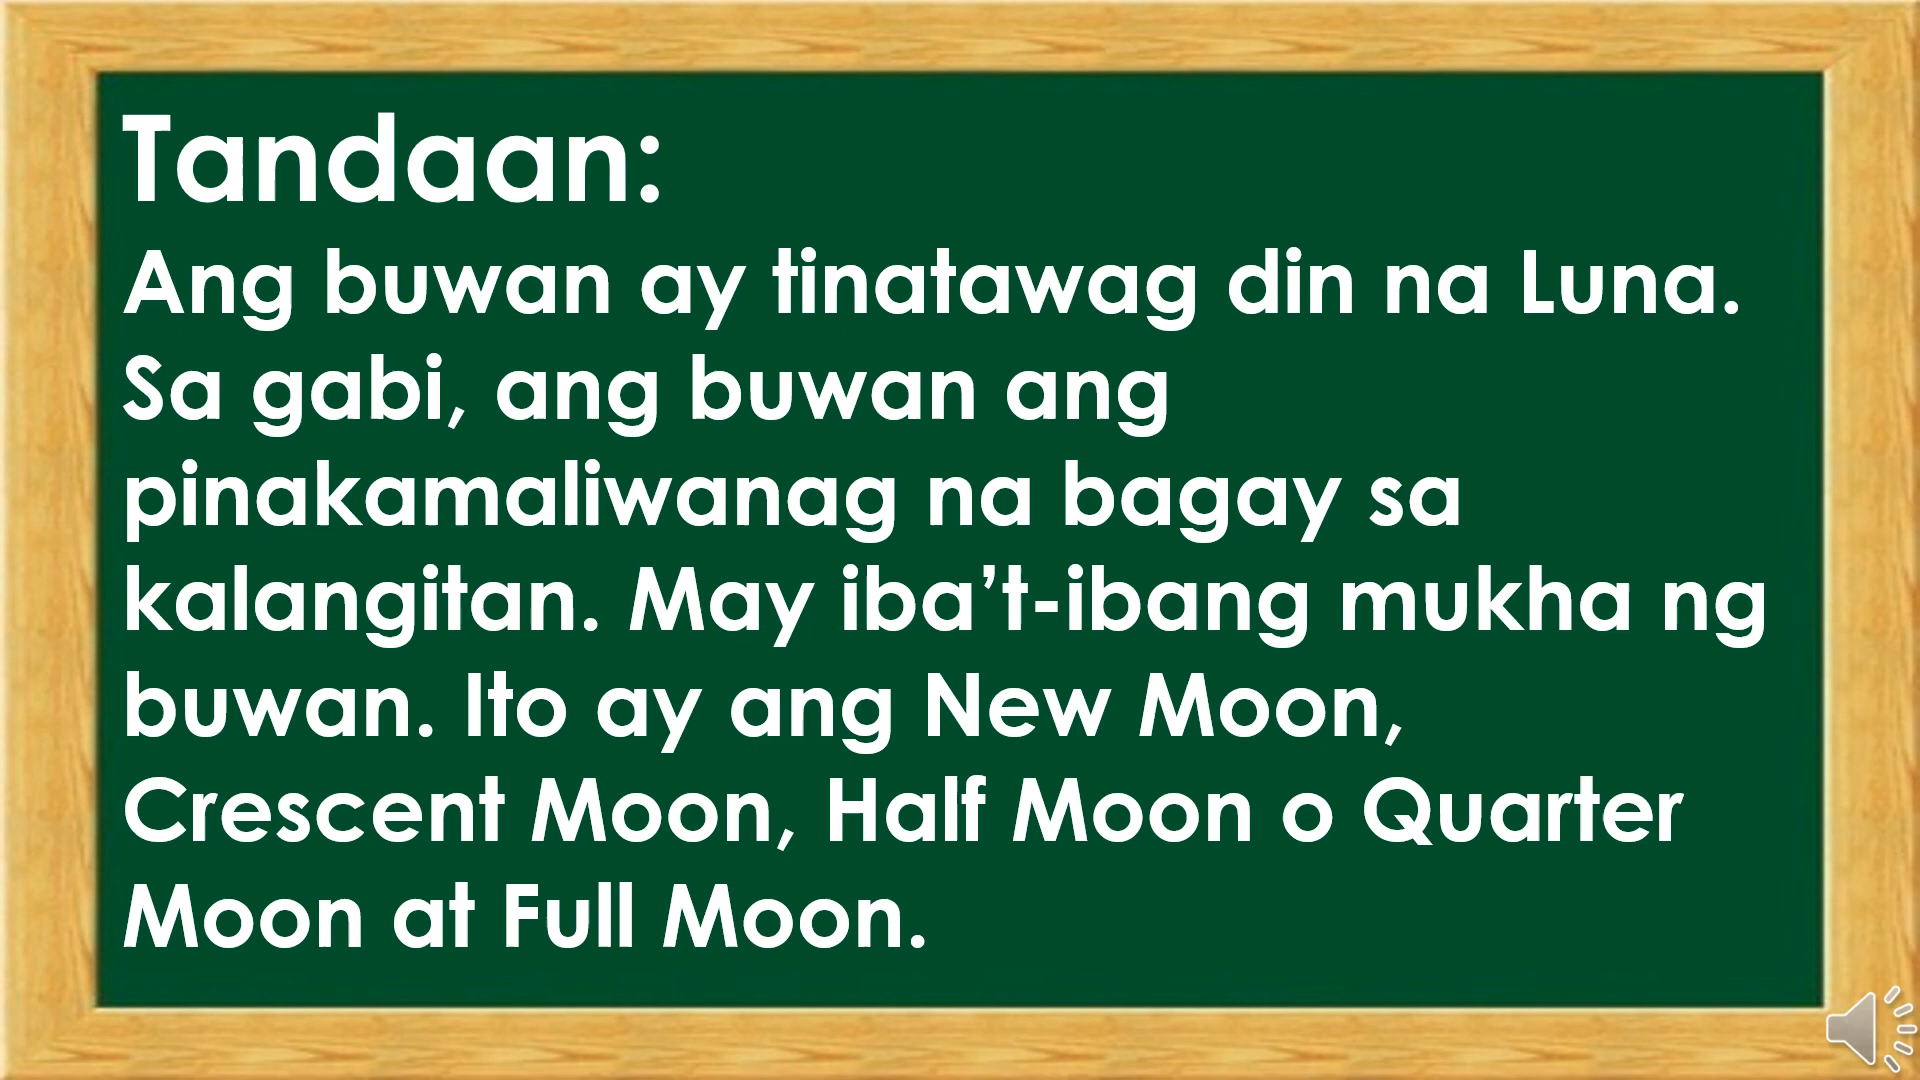 Tandaan:
Ang buwan ay tinatawag din na Luna.
Sa gabi, ang buwan ang
pinakamaliwanag na bagay sa
kalangitan. May iba’t-ibang mukha ng
buwan. Ito ay ang New Moon,
Crescent Moon, Half Moon o Quarter
Moon at Full Moon.